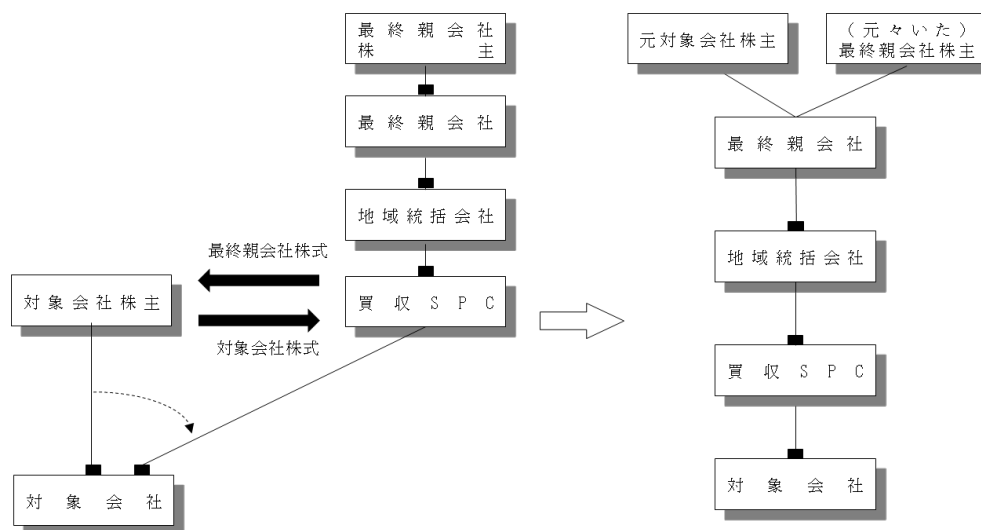 最終親会社
株主
最終親会社
地域統括会社
最終親会社株式
対象会社株主
買収SPC
対象会社株式
対象会社
元対象会社株主
(元々いた)
最終親会社株主
最終親会社
地域統括会社
買収SPC
対象会社